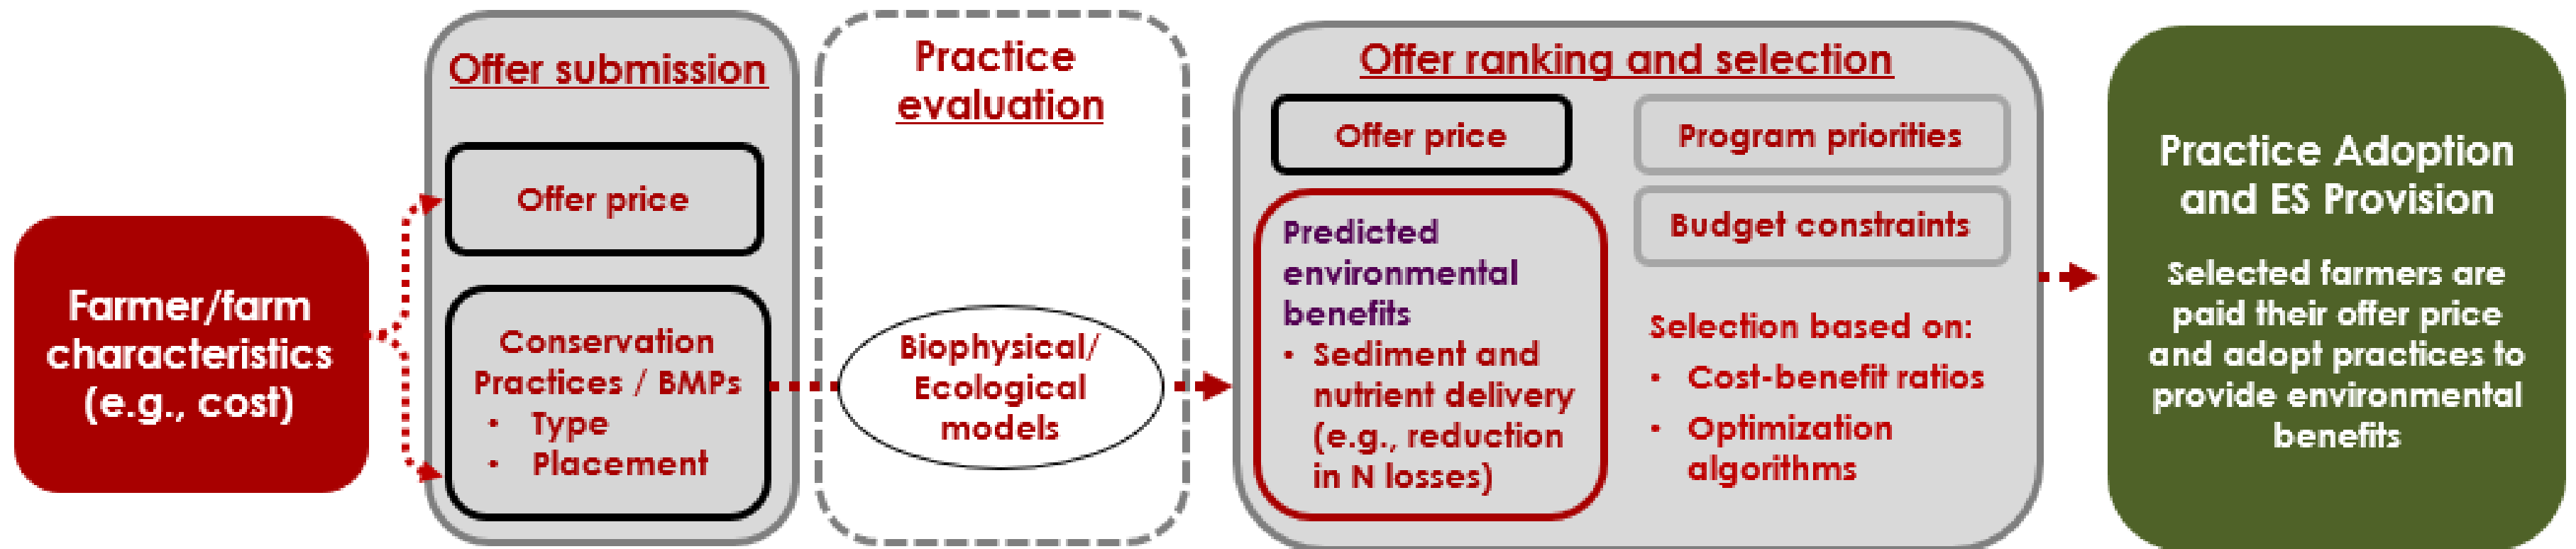 Farmer/farm
characteristics
(e.g., cost)
Offer submission
Offer price
Conservation
Practices / BMPs
• Type
• Placement
Practice
evaluation
Biophysical/
Ecological
models
Offer ranking and selection
Offer price
Predicted
environmental
benefits
• Sediment and
nutrient delivery
(e.g., reduction
in N losses)
Program priorities
Budget constraints
Selection based on:
• Cost-benefit ratios
• Optimization
algorithms
Practice Adoption
and ES Provision
Selected farmers are
paid their offer price
and adopt practices to
provide environmental
benefits